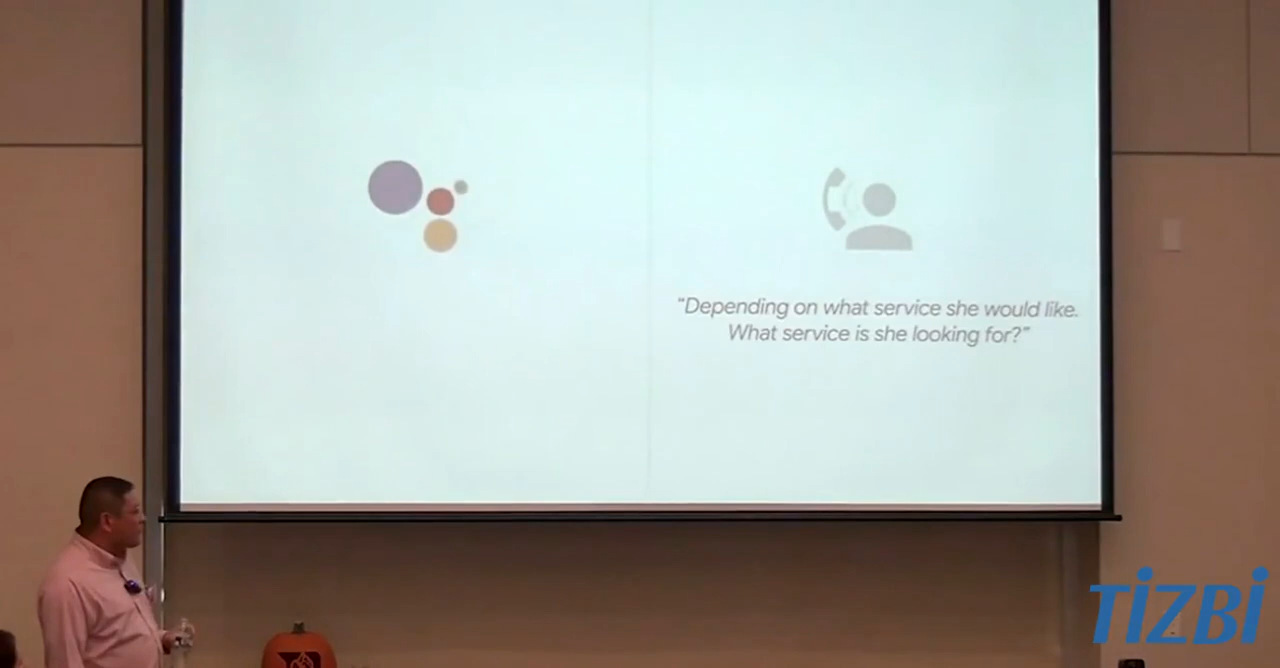 “Depending on what service she would like.
What service is she looking for?”
TiZBi